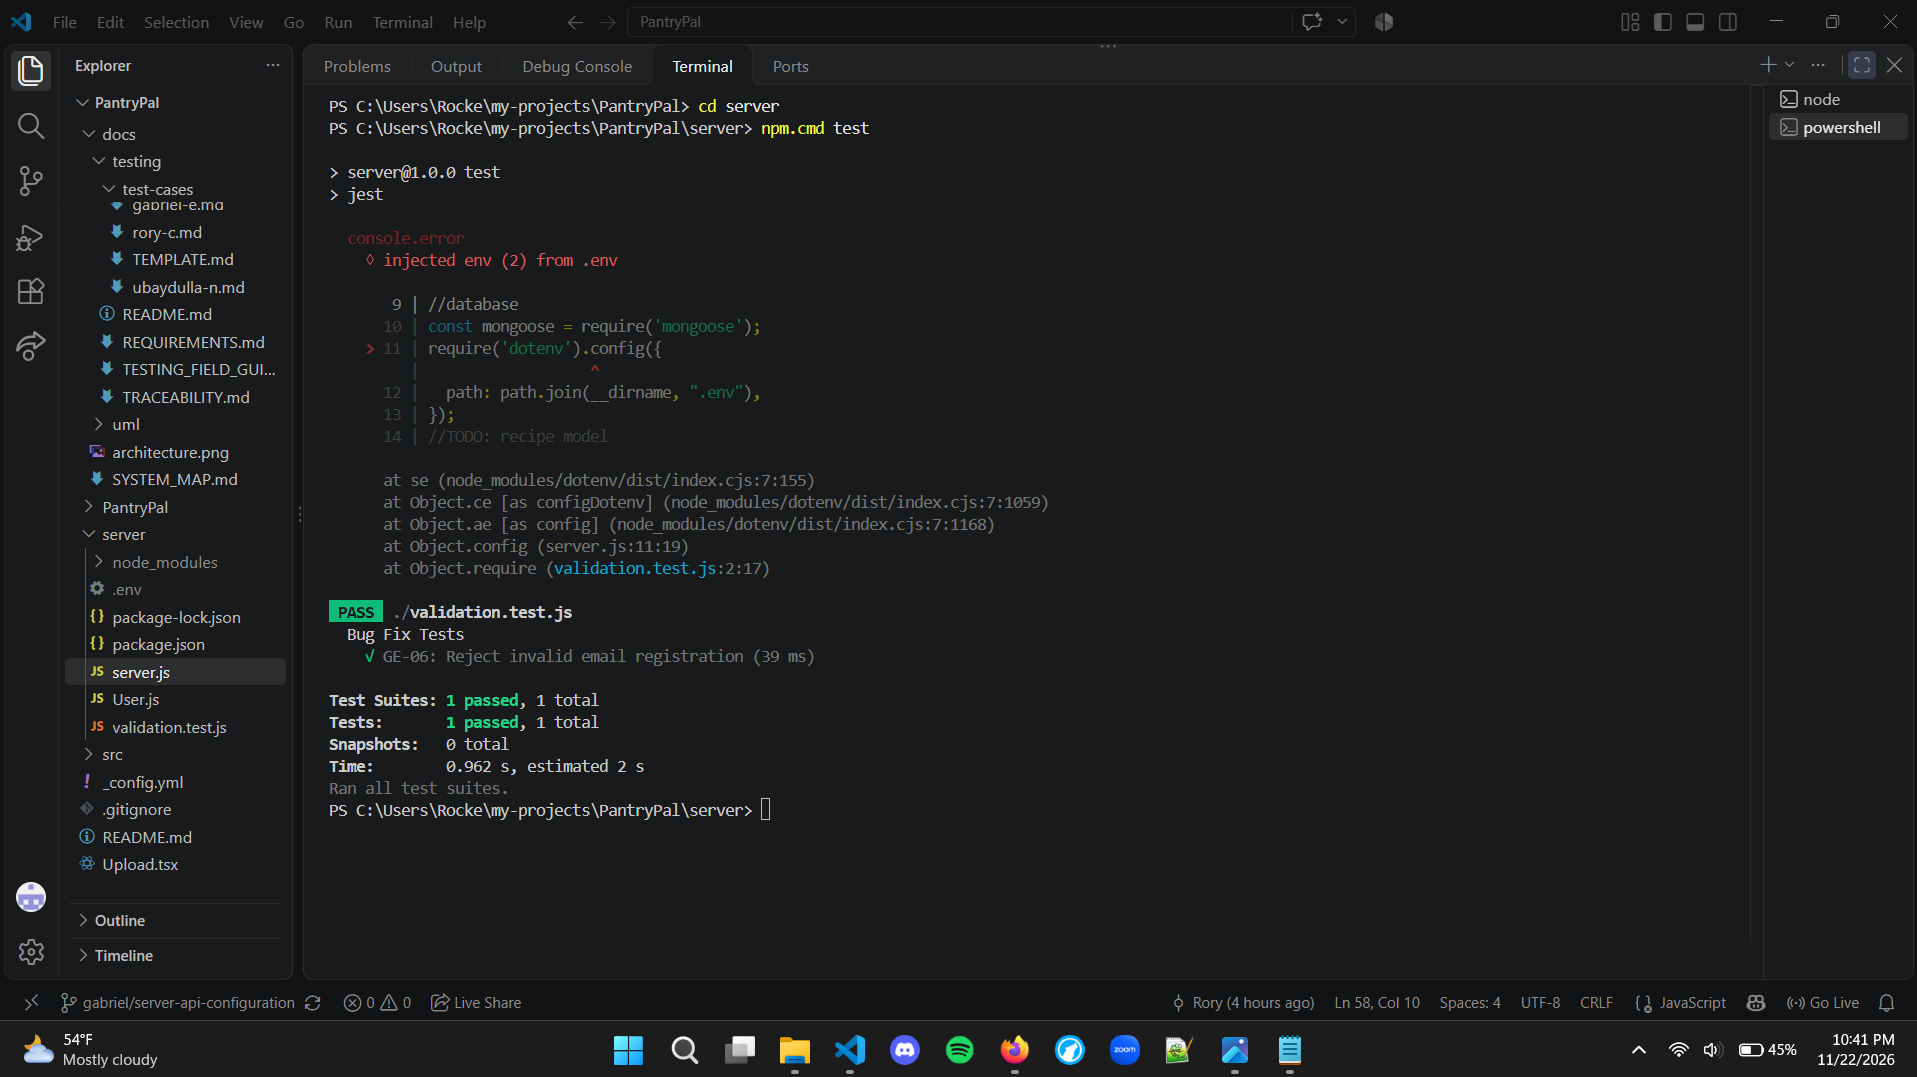 File Edit Selection View Go Run Terminal Help
PantryPal
Explorer
PantryPal
docs
testing
test-cases
gabriel-e.md
rory-c.md
TEMPLATE.md
ubaydulla-n.md
README.md
REQUIREMENTS.md
TESTING_FIELD_GUI...
TRACEABILITY.md
uml
architecture.png
SYSTEM_MAP.md
PantryPal
server
node_modules
.env
package-lock.json
package.json
JS server.js
JS User.js
JS validation.test.js
src
_config.yml
.gitignore
README.md
Upload.tsx
Outline
Timeline
Problems Output Debug Console Terminal Ports
PS C:\Users\Rocke\my-projects\PantryPal> cd server
PS C:\Users\Rocke\my-projects\PantryPal\server> npm.cmd test
> server@1.0.0 test
> jest
console.error
◊ injected env (2) from .env
9 | //database
10 | const mongoose = require('mongoose');
> 11 | require('dotenv').config({
| ^
12 | path: path.join(__dirname, ".env"),
13 | });
14 | //TODO: recipe model
at se (node_modules/dotenv/dist/index.cjs:7:155)
at Object.ce [as configDotenv] (node_modules/dotenv/dist/index.cjs:7:1059)
at Object.ae [as config] (node_modules/dotenv/dist/index.cjs:7:1168)
at Object.config (server.js:11:19)
at Object.require (validation.test.js:2:17)
PASS ./validation.test.js
Bug Fix Tests
√ GE-06: Reject invalid email registration (39 ms)
Test Suites: 1 passed, 1 total
Tests: 1 passed, 1 total
Snapshots: 0 total
Time: 0.962 s, estimated 2 s
Ran all test suites.
PS C:\Users\Rocke\my-projects\PantryPal\server>
node
powershell
gabriel/server-api-configuration 0 0 Live Share
Rory (4 hours ago) Ln 58, Col 10 Spaces: 4 UTF-8 CRLF {} JavaScript Go Live
54°F
Mostly cloudy
zoom
45%
10:41 PM
11/22/2026